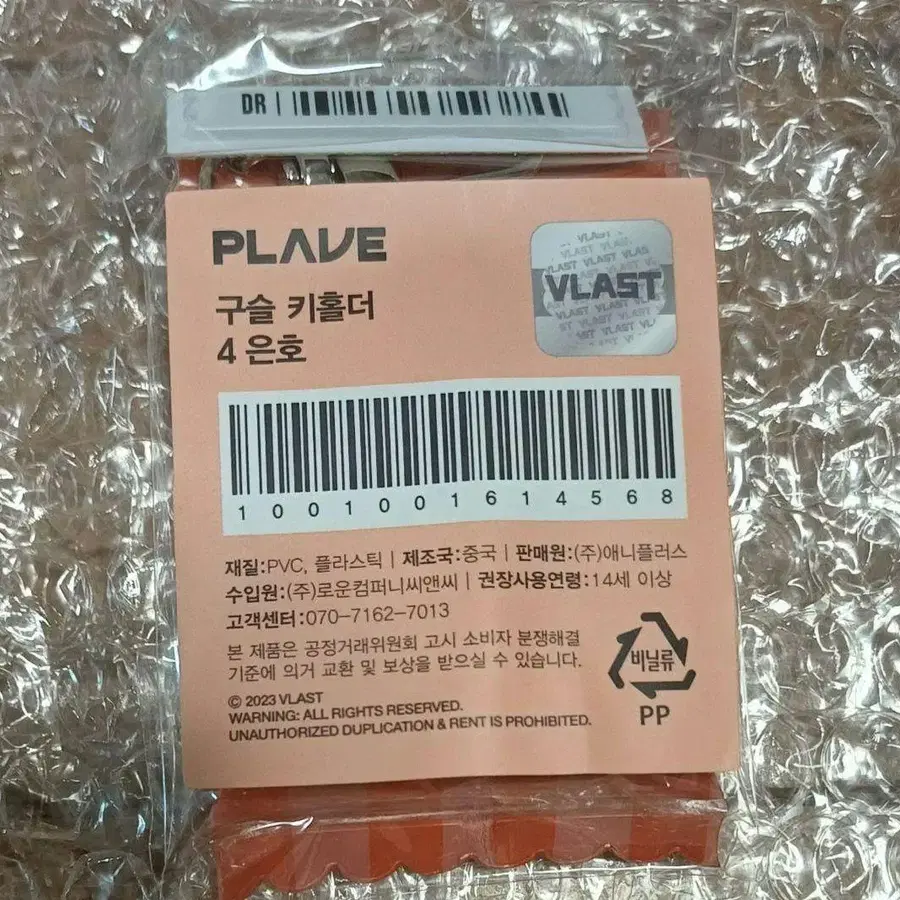 DR
PLAVE
구슬 키홀더
4 은호
VLAST
1001001614568
재질:PVC, 플라스틱 | 제조국:중국 | 판매원:(주)애니플러스
수입원:(주)로운컴퍼니씨앤씨 | 권장사용연령:14세 이상
고객센터:070-7162-7013
본 제품은 공정거래위원회 고시 소비자 분쟁해결
기준에 의거 교환 및 보상을 받으실 수 있습니다.
비닐류
PP
© 2023 VLAST
WARNING: ALL RIGHTS RESERVED.
UNAUTHORIZED DUPLICATION & RENT IS PROHIBITED.